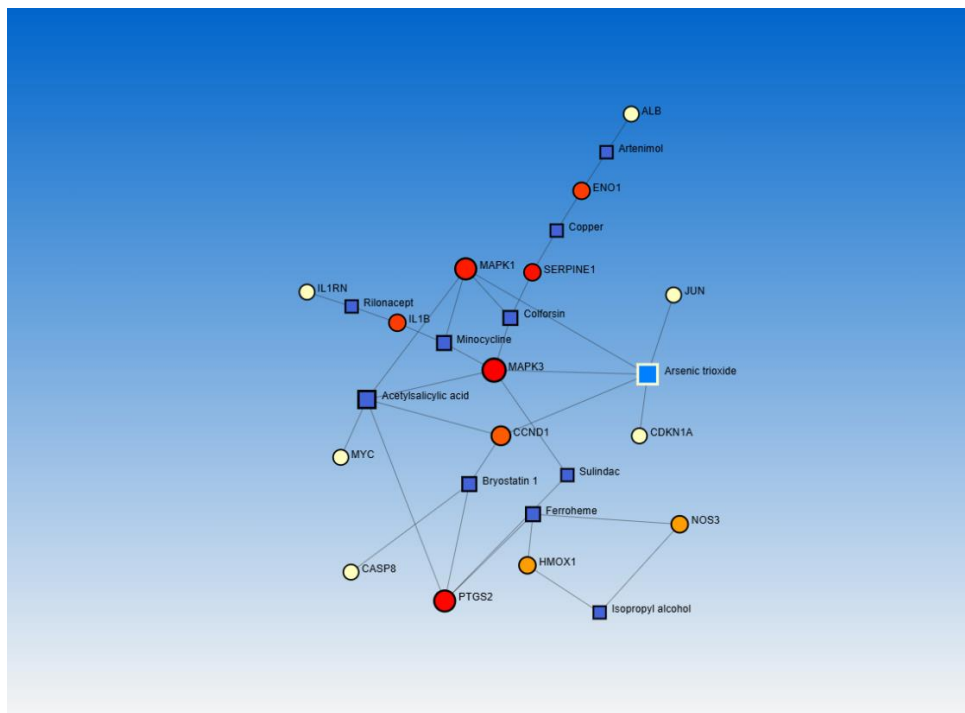 ALB
Artenimol
ENO1
Copper
MAPK1
SERPINE1
IL1RN
JUN
Rilonacept
IL1B
Colforsin
Minocycline
MAPK3
Arsenic trioxide
Acetylsalicylic acid
CCND1
CDKN1A
MYC
Sulindac
Bryostatin 1
Ferroheme
NOS3
HMOX1
CASP8
PTGS2
Isopropyl alcohol